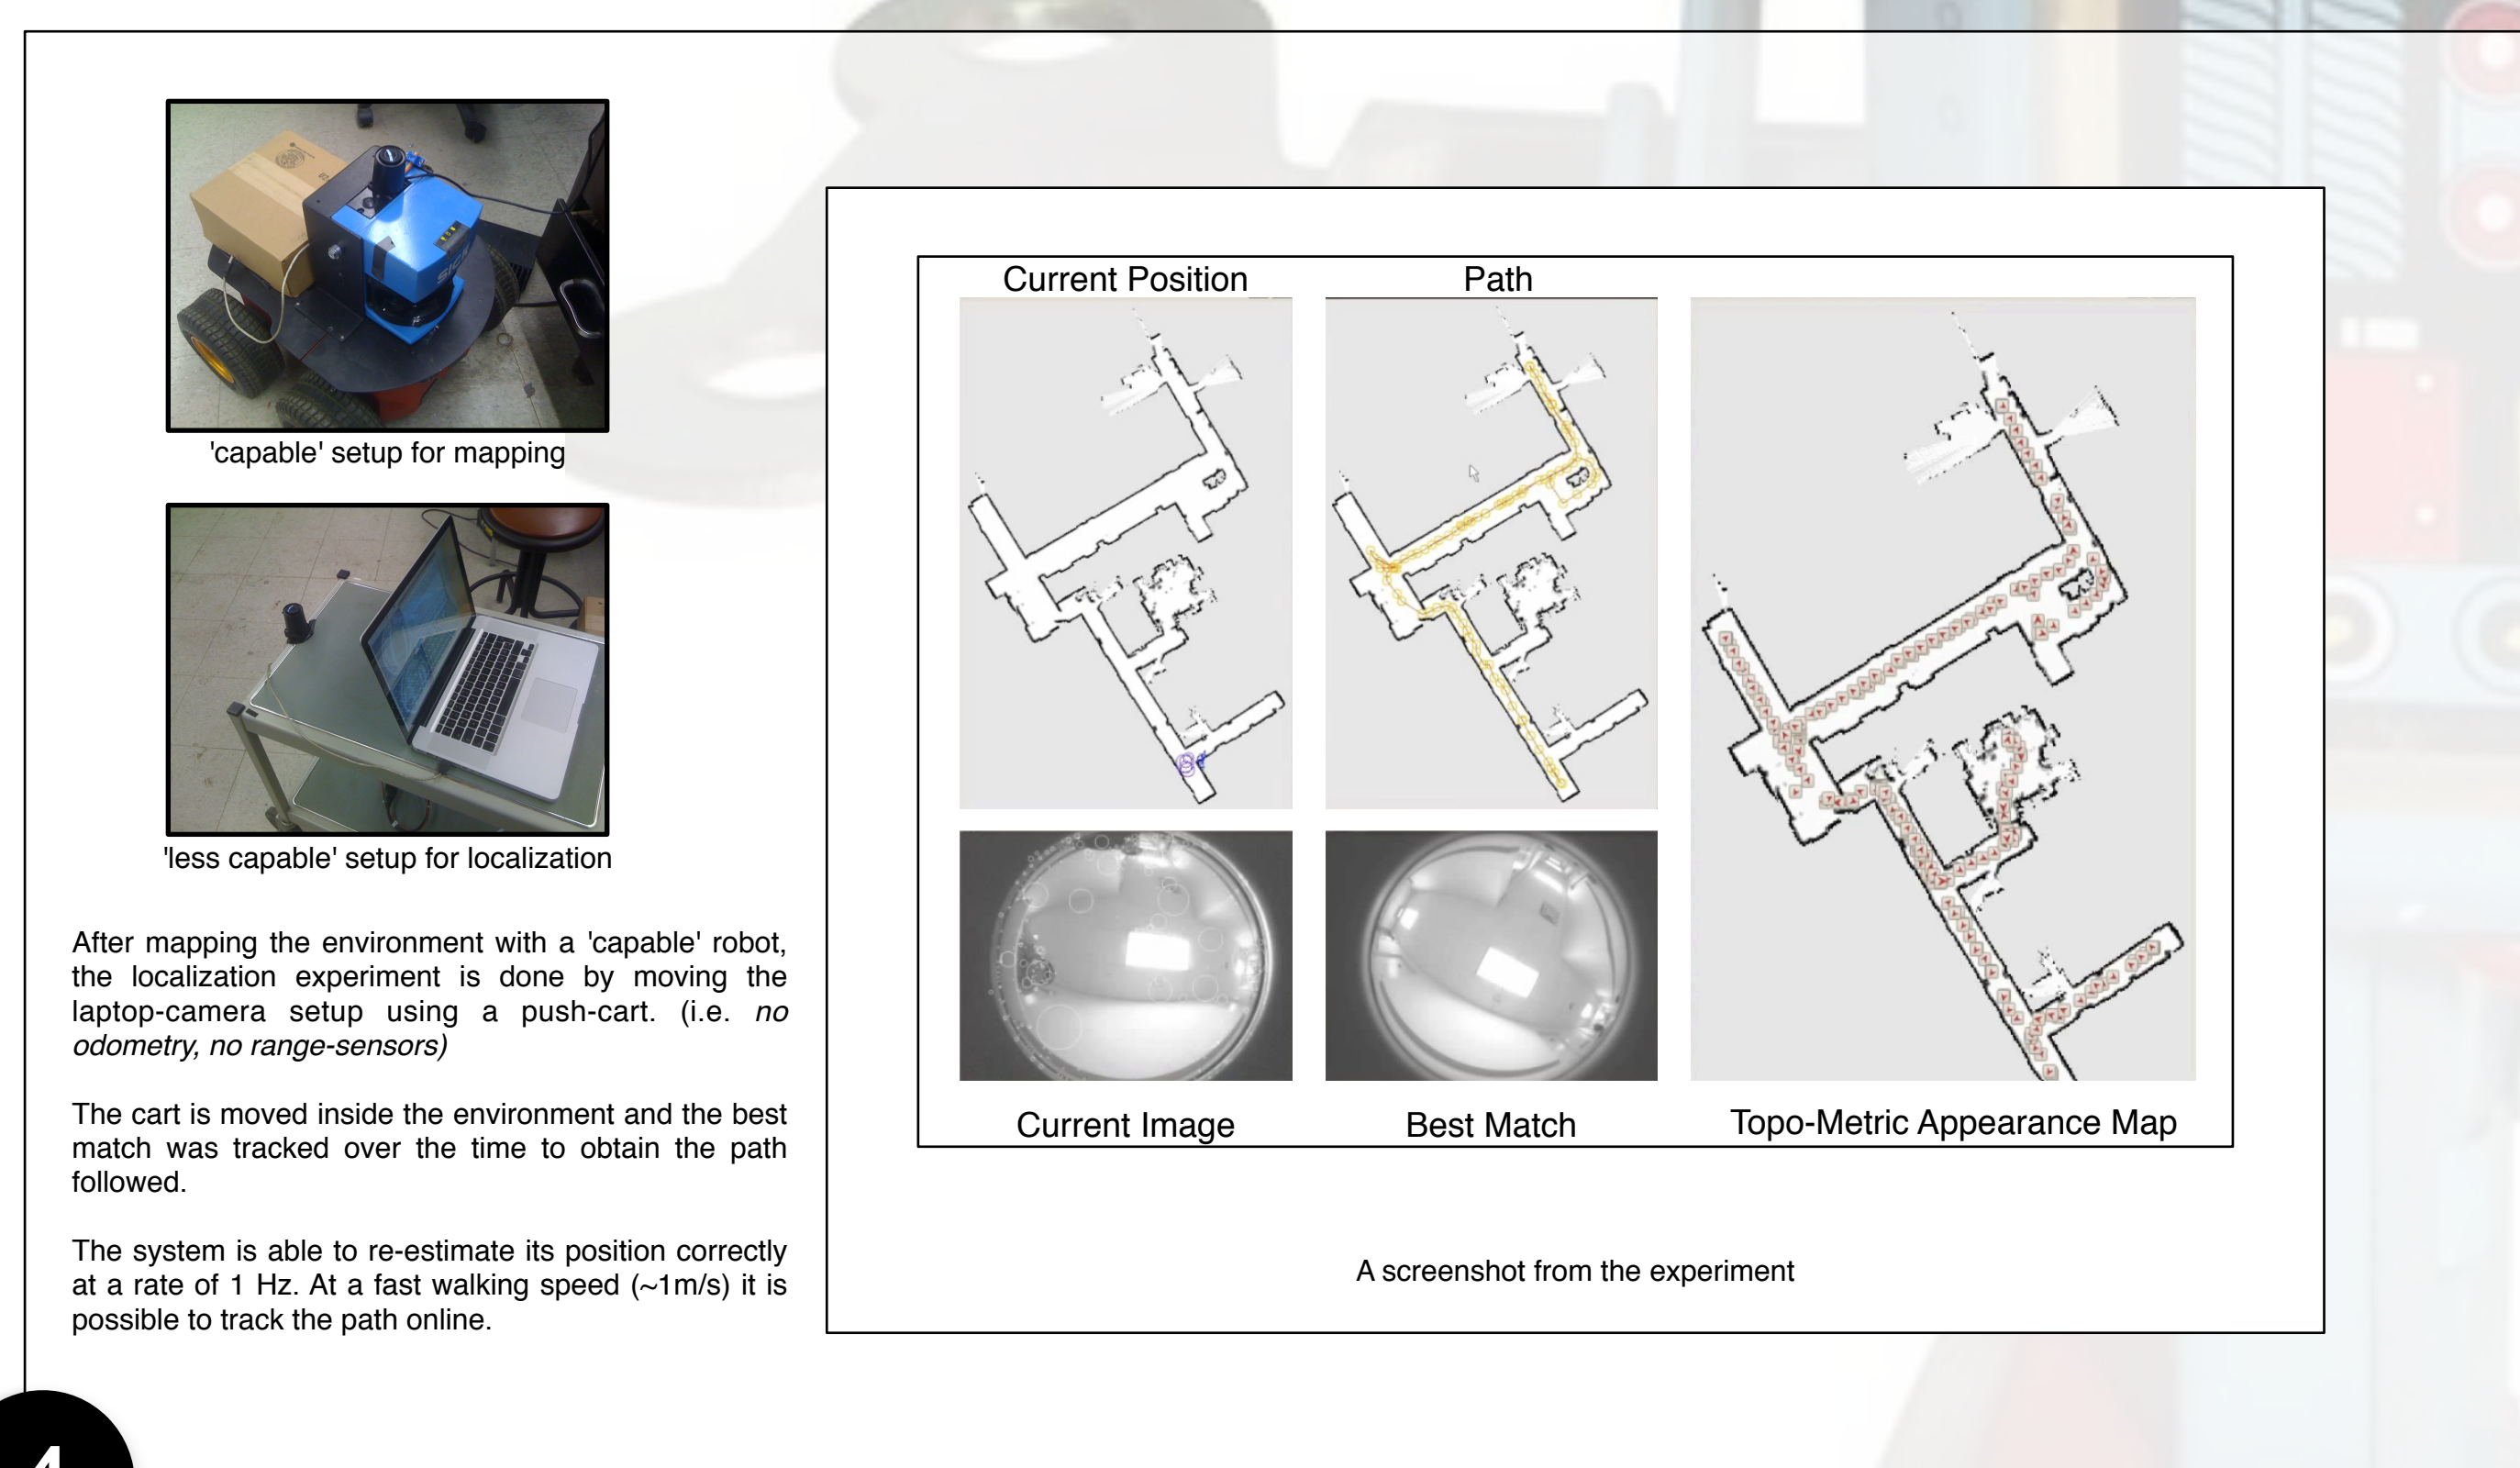 'capable' setup for mapping
'less capable' setup for localization
After mapping the environment with a 'capable' robot,
the localization experiment is done by moving the
laptop-camera setup using a push-cart. (i.e. no
odometry, no range-sensors)
The cart is moved inside the environment and the best
match was tracked over the time to obtain the path
followed.
The system is able to re-estimate its position correctly
at a rate of 1 Hz. At a fast walking speed (~1m/s) it is
possible to track the path online.
Current Position
Path
Current Image
Best Match
Topo-Metric Appearance Map
A screenshot from the experiment
4